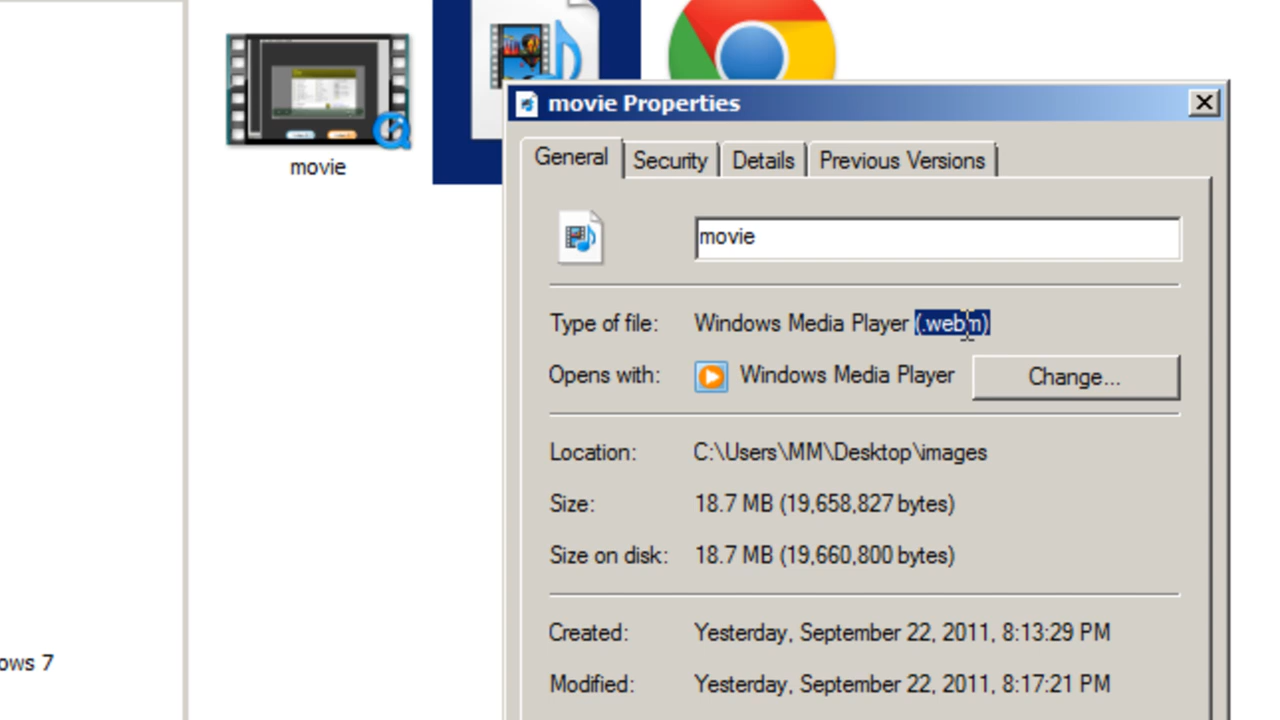 movie
movie Properties
General
Security
Details
Previous Versions
movie
Type of file: Windows Media Player (.webm)
Opens with: Windows Media Player
Change...
Location: C:\Users\MM\Desktop\images
Size: 18.7 MB (19,658,827 bytes)
Size on disk: 18.7 MB (19,660,800 bytes)
Created: Yesterday, September 22, 2011, 8:13:29 PM
ows 7
Modified: Yesterday, September 22, 2011, 8:17:21 PM